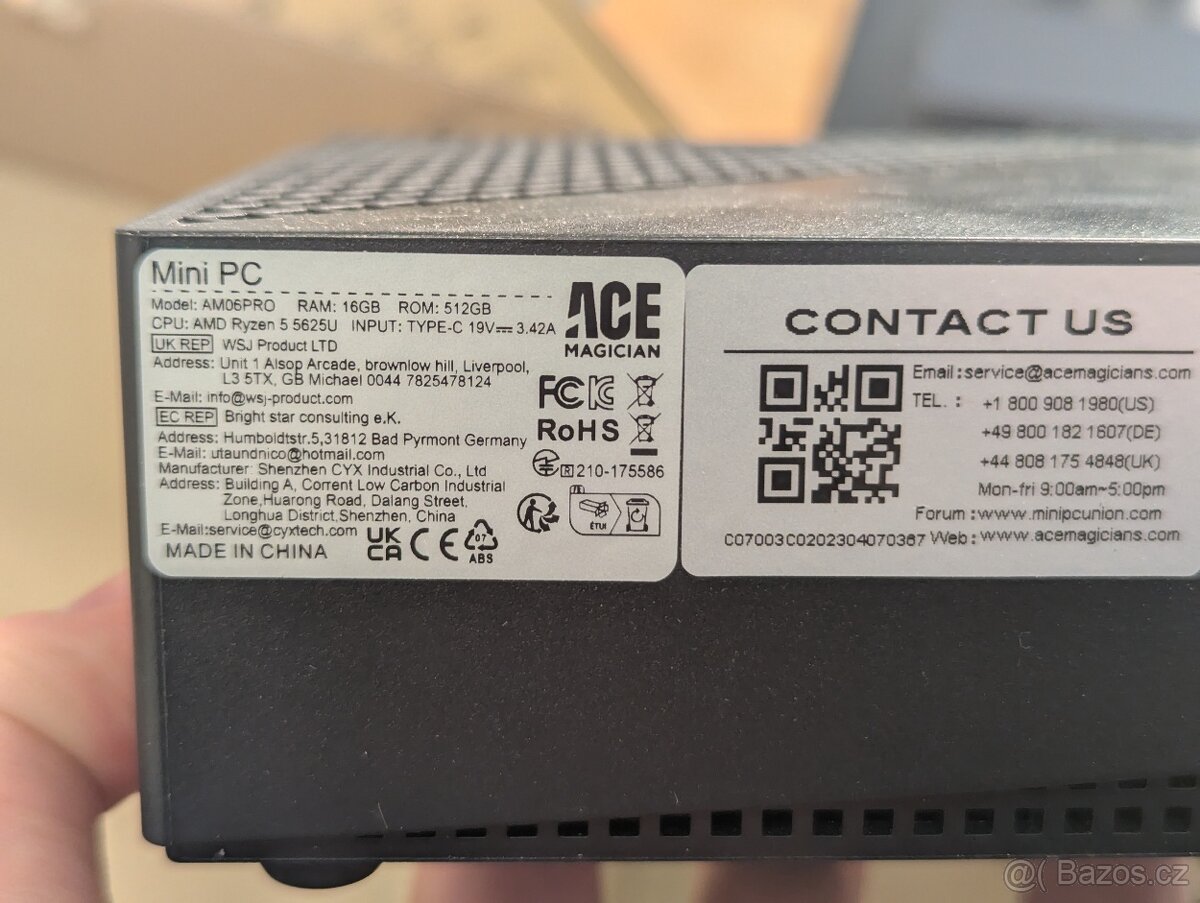 Mini PC
Model: AM06PRO RAM: 16GB ROM: 512GB
CPU: AMD Ryzen 5 5625U INPUT: TYPE-C 19V⎓3.42A
UK REP WSJ Product LTD
Address: Unit 1 Alsop Arcade, brownlow hill, Liverpool,
L3 5TX, GB Michael 0044 7825478124
E-Mail: info@wsj-product.com
EC REP Bright star consulting e.K.
Address: Humboldtstr.5,31812 Bad Pyrmont Germany
E-Mail: utaundnico@hotmail.com
Manufacturer: Shenzhen CYX Industrial Co., Ltd
Address: Building A, Corrent Low Carbon Industrial
Zone,Huarong Road, Dalang Street,
Longhua District,Shenzhen, China
E-Mail:service@cyxtech.com
MADE IN CHINA
UK
CA CE
07
ABS
ACE
MAGICIAN
FC
RoHS
R 210-175586
ÉTUI
CONTACT US
Email:service@acemagicians.com
TEL. : +1 800 908 1980(US)
+49 800 182 1607(DE)
+44 808 175 4848(UK)
Mon-fri 9:00am~5:00pm
Forum :www.minipcunion.com
C07003C0202304070367 Web: www.acemagicians.com
@( Bazos.cz